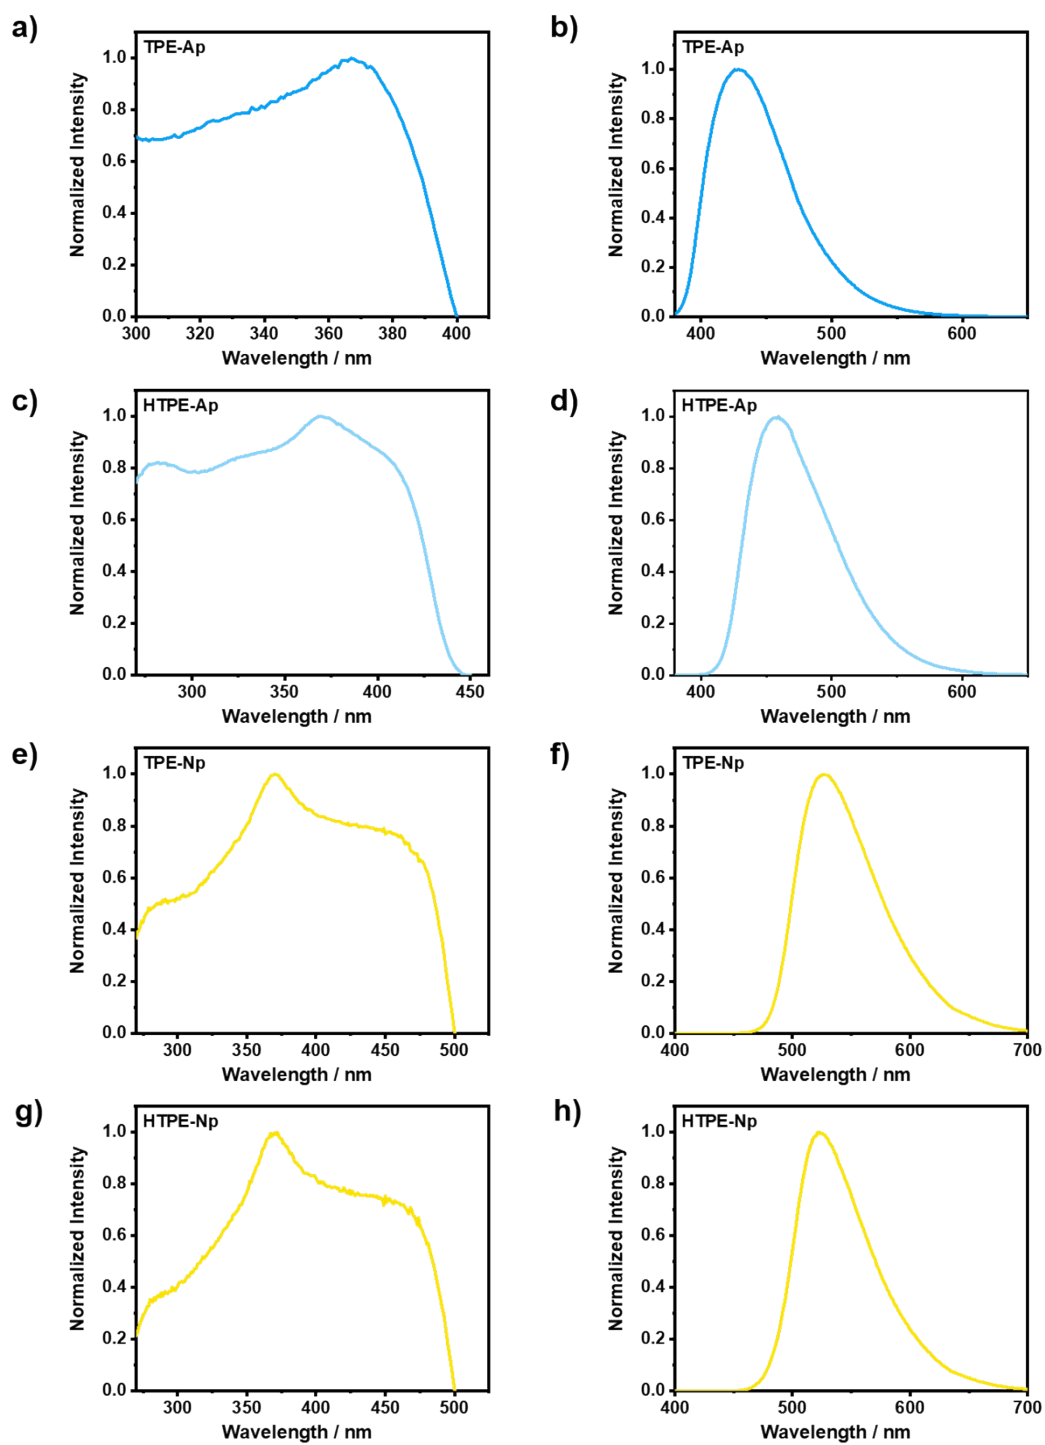 a)
TPE-Ap
Normalized Intensity
1.0
0.8
0.6
0.4
0.2
0.0
300 320 340 360 380 400
Wavelength / nm
b)
TPE-Ap
Normalized Intensity
1.0
0.8
0.6
0.4
0.2
0.0
400 500 600
Wavelength / nm
c)
HTPE-Ap
Normalized Intensity
1.0
0.8
0.6
0.4
0.2
0.0
300 350 400 450
Wavelength / nm
d)
HTPE-Ap
Normalized Intensity
1.0
0.8
0.6
0.4
0.2
0.0
400 500 600
Wavelength / nm
e)
TPE-Np
Normalized Intensity
1.0
0.8
0.6
0.4
0.2
0.0
300 350 400 450 500
Wavelength / nm
f)
TPE-Np
Normalized Intensity
1.0
0.8
0.6
0.4
0.2
0.0
400 500 600 700
Wavelength / nm
g)
HTPE-Np
Normalized Intensity
1.0
0.8
0.6
0.4
0.2
0.0
300 350 400 450 500
Wavelength / nm
h)
HTPE-Np
Normalized Intensity
1.0
0.8
0.6
0.4
0.2
0.0
400 500 600 700
Wavelength / nm